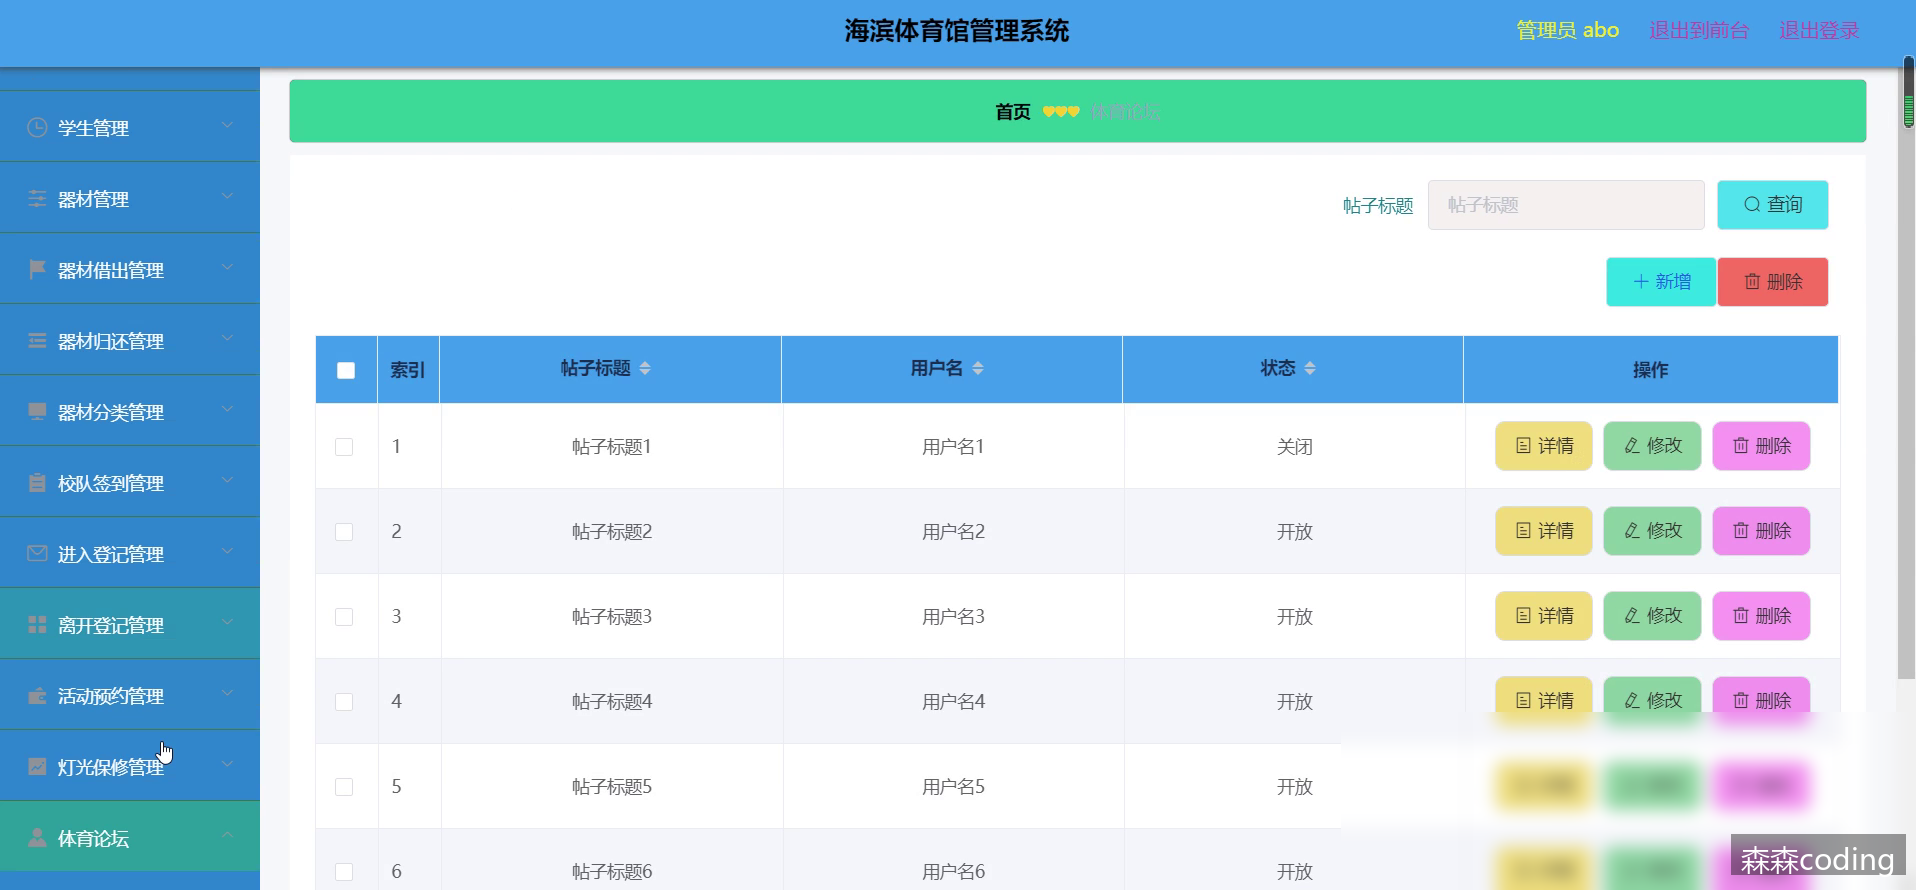 海滨体育馆管理系统
管理员 abo 退出到前台 退出登录
首页 体育论坛
学生管理
器材管理
器材借出管理
器材归还管理
器材分类管理
校队签到管理
进入登记管理
离开登记管理
活动预约管理
灯光保修管理
体育论坛
帖子标题 帖子标题 查询
新增 删除
索引 帖子标题 用户名 状态 操作
1 帖子标题1 用户名1 关闭 详情 修改 删除
2 帖子标题2 用户名2 开放 详情 修改 删除
3 帖子标题3 用户名3 开放 详情 修改 删除
4 帖子标题4 用户名4 开放 详情 修改 删除
5 帖子标题5 用户名5 开放
6 帖子标题6 用户名6 开放
森森coding